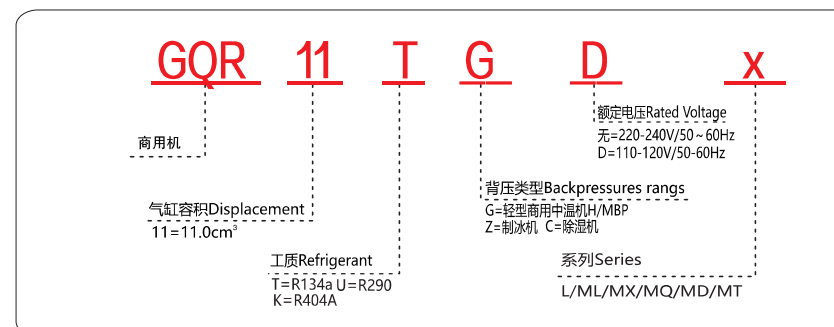 GQR 11 T G D x
额定电压Rated Voltage
无=220-240V/50~60Hz
D=110-120V/50-60Hz
商用机
背压类型Backpressures rangs
G=轻型商用中温机H/MBP
Z=制冰机 C=除湿机
气缸容积Displacement
11=11.0cm³
工质Refrigerant
T=R134a U=R290
K=R404A
系列Series
L/ML/MX/MQ/MD/MT